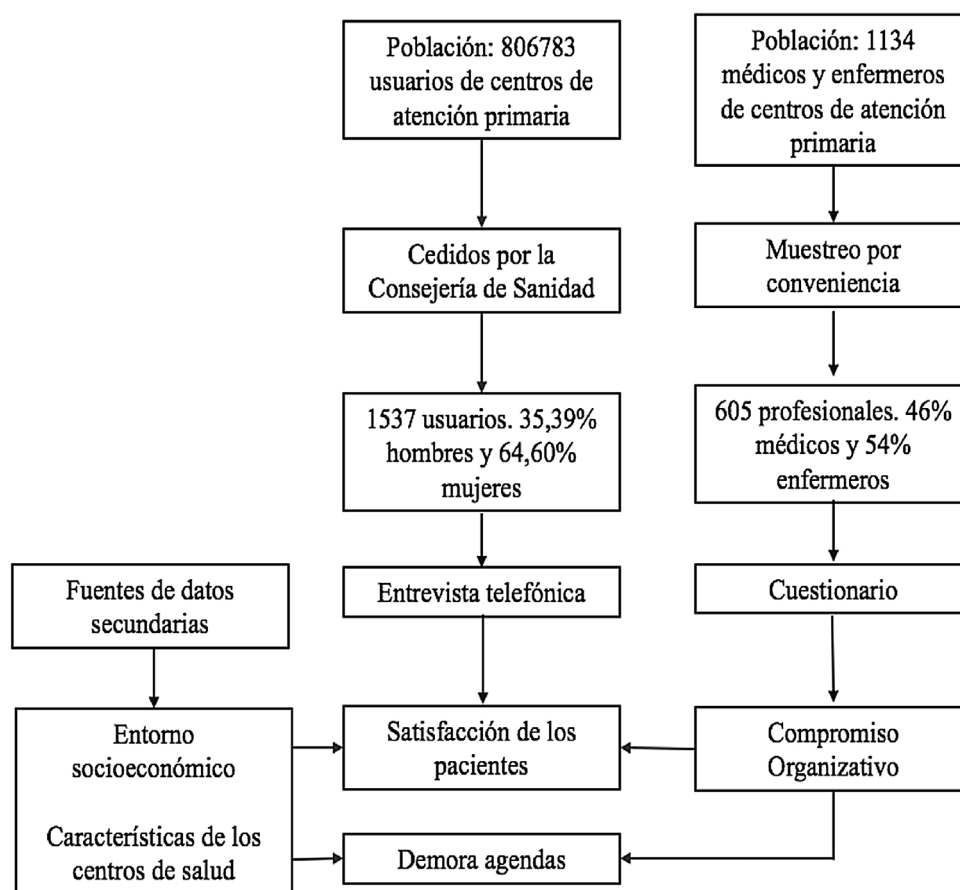 Población: 806783
usuarios de centros de
atención primaria
Población: 1134
médicos y enfermeros
de centros de atención
primaria
Cedidos por la
Consejería de Sanidad
Muestreo por
conveniencia
1537 usuarios. 35,39%
hombres y 64,60%
mujeres
605 profesionales. 46%
médicos y 54%
enfermeros
Fuentes de datos
secundarias
Entrevista telefónica
Cuestionario
Entorno
socioeconómico
Características de los
centros de salud
Satisfacción de los
pacientes
Compromiso
Organizativo
Demora agendas